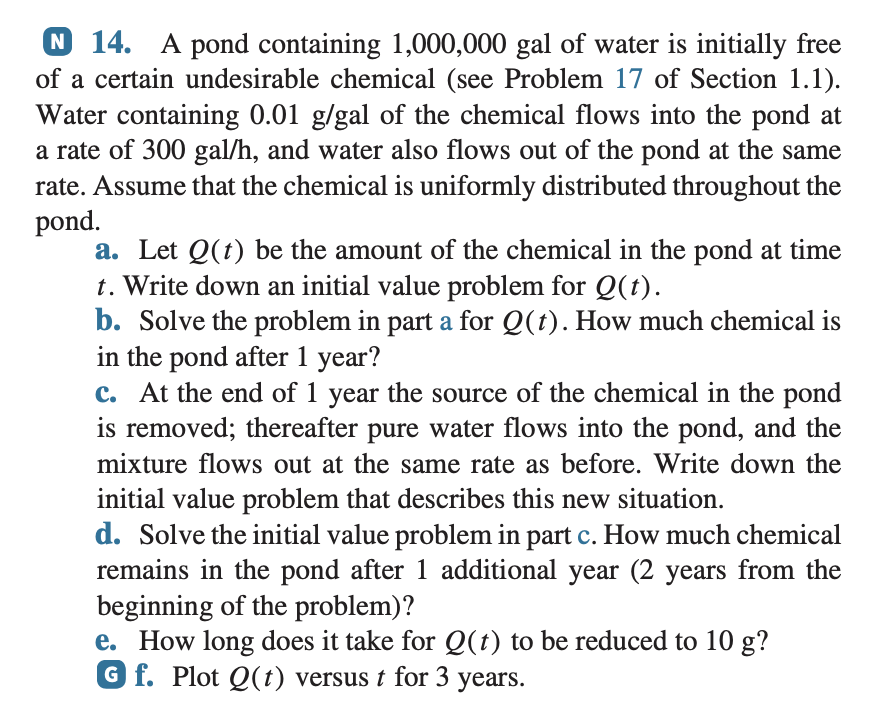 N 14. A pond containing 1,000,000 gal of water is initially free
of a certain undesirable chemical (see Problem 17 of Section 1.1).
Water containing 0.01 g/gal of the chemical flows into the pond at
a rate of 300 gal/h, and water also flows out of the pond at the same
rate. Assume that the chemical is uniformly distributed throughout the
pond.
a. Let Q(t) be the amount of the chemical in the pond at time
t. Write down an initial value problem for Q(t).
b. Solve the problem in part a for Q(t). How much chemical is
in the pond after 1 year?
c. At the end of 1 year the source of the chemical in the pond
is removed; thereafter pure water flows into the pond, and the
mixture flows out at the same rate as before. Write down the
initial value problem that describes this new situation.
d. Solve the initial value problem in part c. How much chemical
remains in the pond after 1 additional year (2 years from the
beginning of the problem)?
e. How long does it take for Q(t) to be reduced to 10 g?
G f. Plot Q(t) versus t for 3 years.